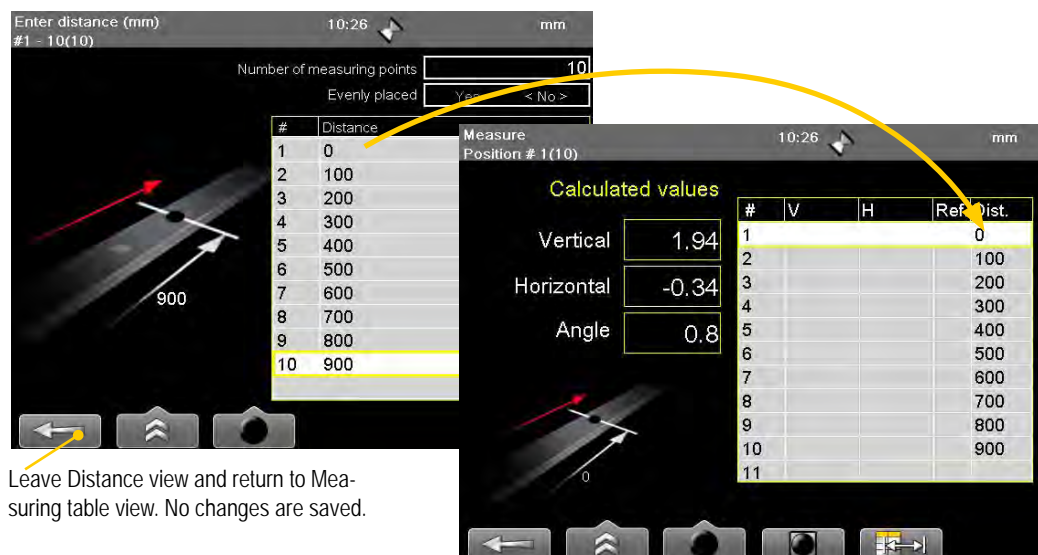 Enter distance (mm)
10:26
mm
#1 - 10(10)
Number of measuring points 10
Evenly placed Yes < No >
# Distance
1 0
2 100
3 200
4 300
5 400
6 500
7 600
8 700
9 800
10 900
900
Leave Distance view and return to Mea-
suring table view. No changes are saved.
Measure
10:26
mm
Position # 1(10)
Calculated values
Vertical 1.94
Horizontal -0.34
Angle 0.8
# V H Ref Dist.
1 0
2 100
3 200
4 300
5 400
6 500
7 600
8 700
9 800
10 900
11
0